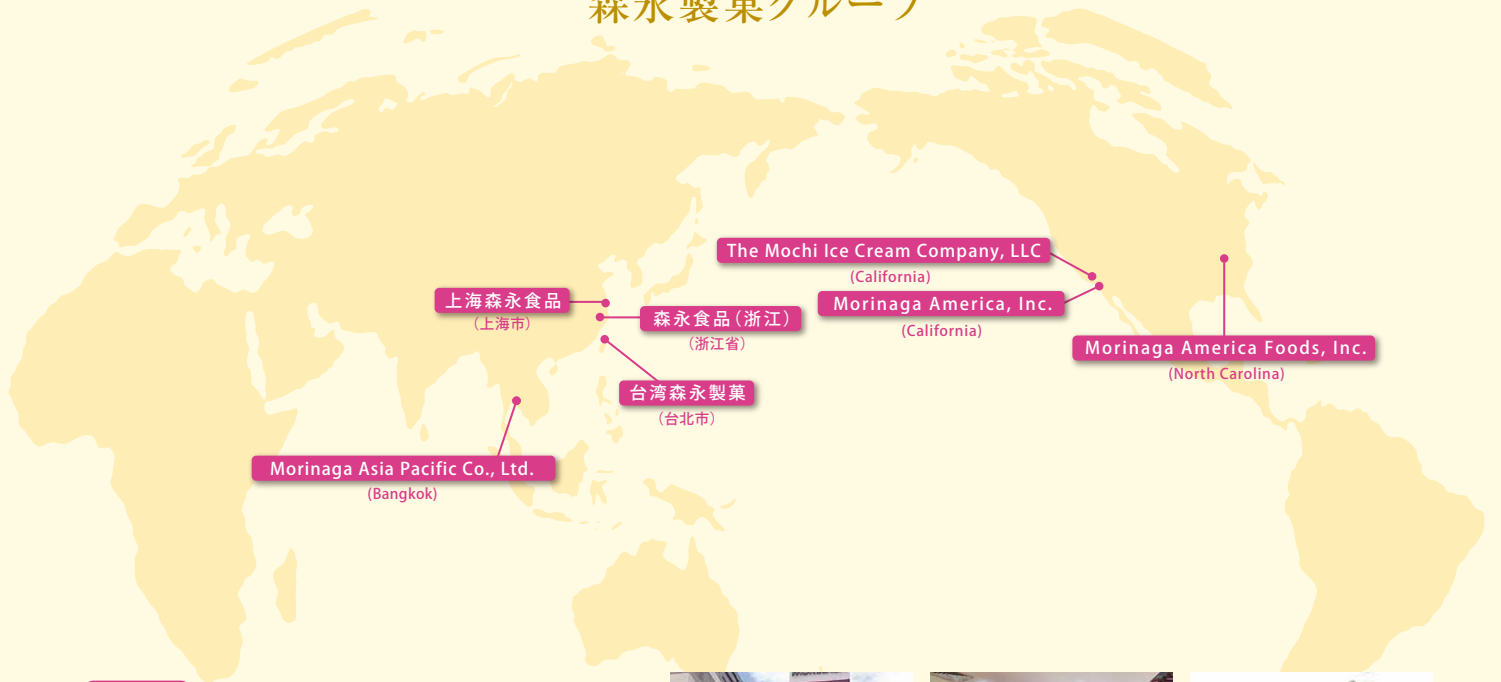 森永製菓グループ
The Mochi Ice Cream Company, LLC
(California)
Morinaga America, Inc.
(California)
上海森永食品
（上海市）
森永食品（浙江）
（浙江省）
Morinaga America Foods, Inc.
(North Carolina)
台湾森永製菓
（台北市）
Morinaga Asia Pacific Co., Ltd.
(Bangkok)